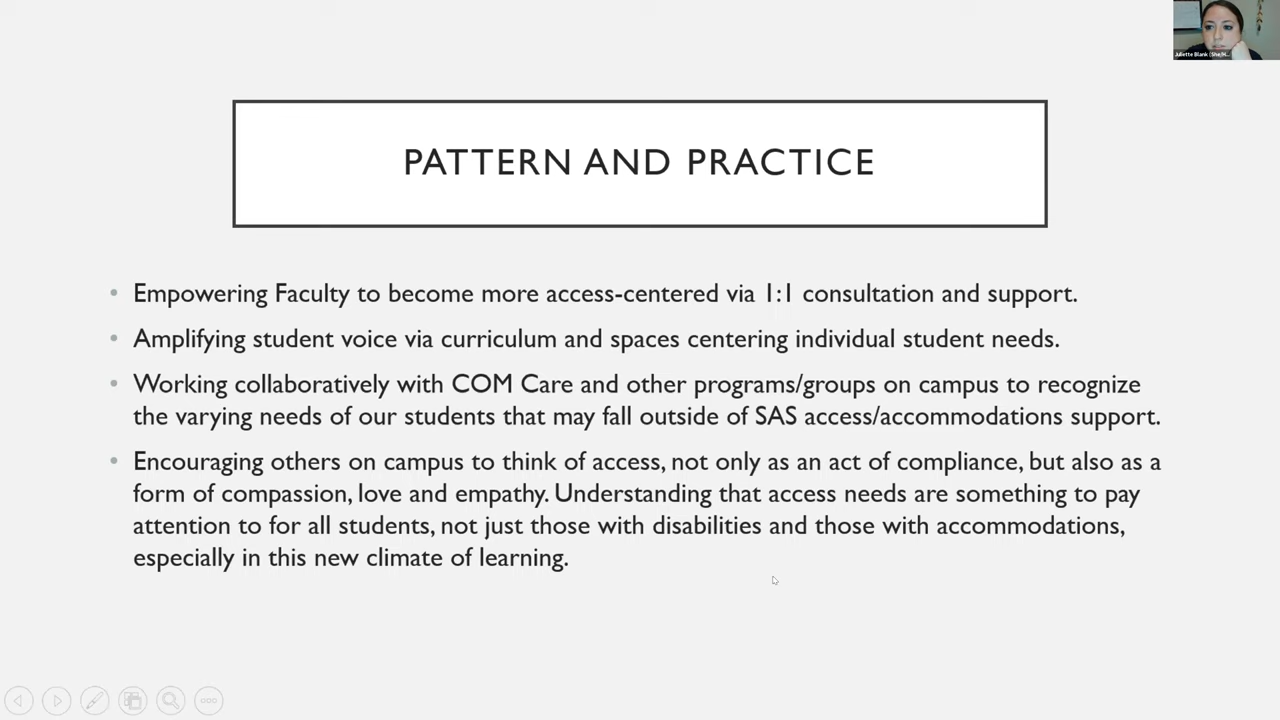 Juliette Blank (She/H...
PATTERN AND PRACTICE
• Empowering Faculty to become more access-centered via 1:1 consultation and support.
• Amplifying student voice via curriculum and spaces centering individual student needs.
• Working collaboratively with COM Care and other programs/groups on campus to recognize
the varying needs of our students that may fall outside of SAS access/accommodations support.
• Encouraging others on campus to think of access, not only as an act of compliance, but also as a
form of compassion, love and empathy. Understanding that access needs are something to pay
attention to for all students, not just those with disabilities and those with accommodations,
especially in this new climate of learning.